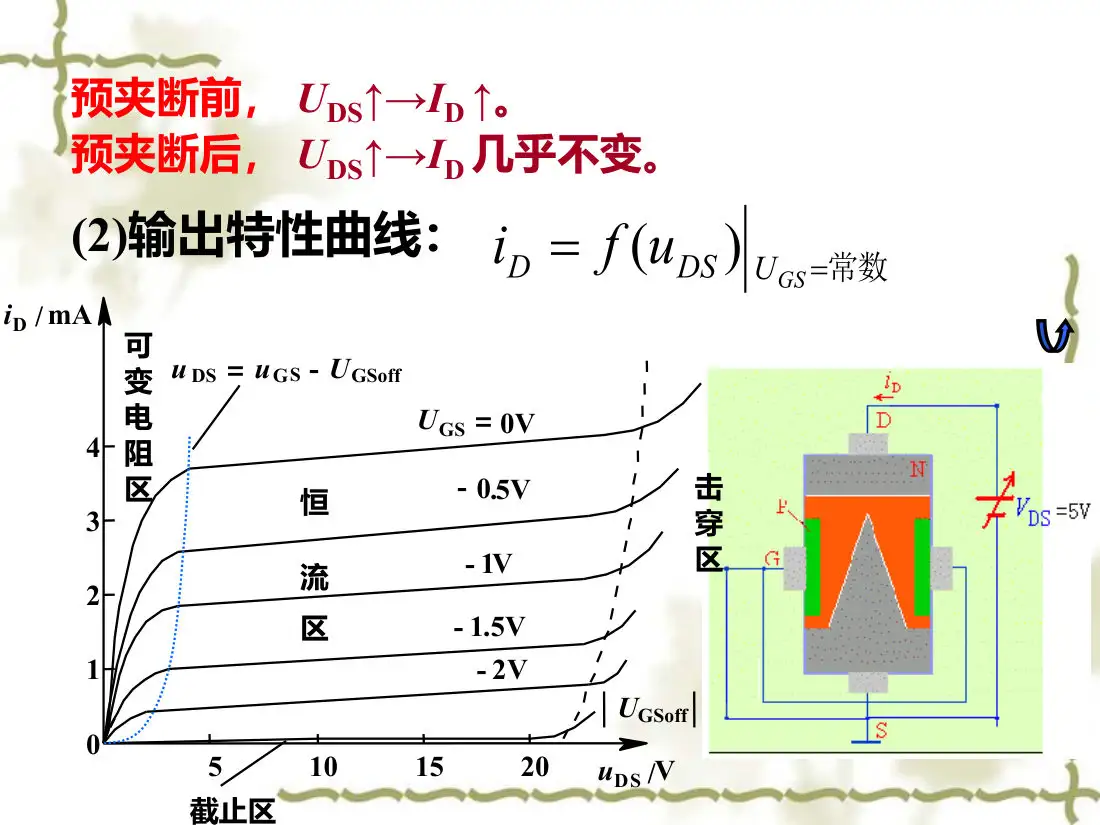 预夹断前， UDS↑→ID ↑。
预夹断后， UDS↑→ID 几乎不变。
(2)输出特性曲线： iD = f(uDS)|UGS=常数
iD / mA
可变电阻区
uDS = uGS - UGSoff
UGS = 0V
- 0.5V
- 1V
- 1.5V
- 2V
| UGSoff |
恒流区
击穿区
4
3
2
1
0
5 10 15 20 uDS /V
截止区
iD
D
N
P
G
VDS =5V
S